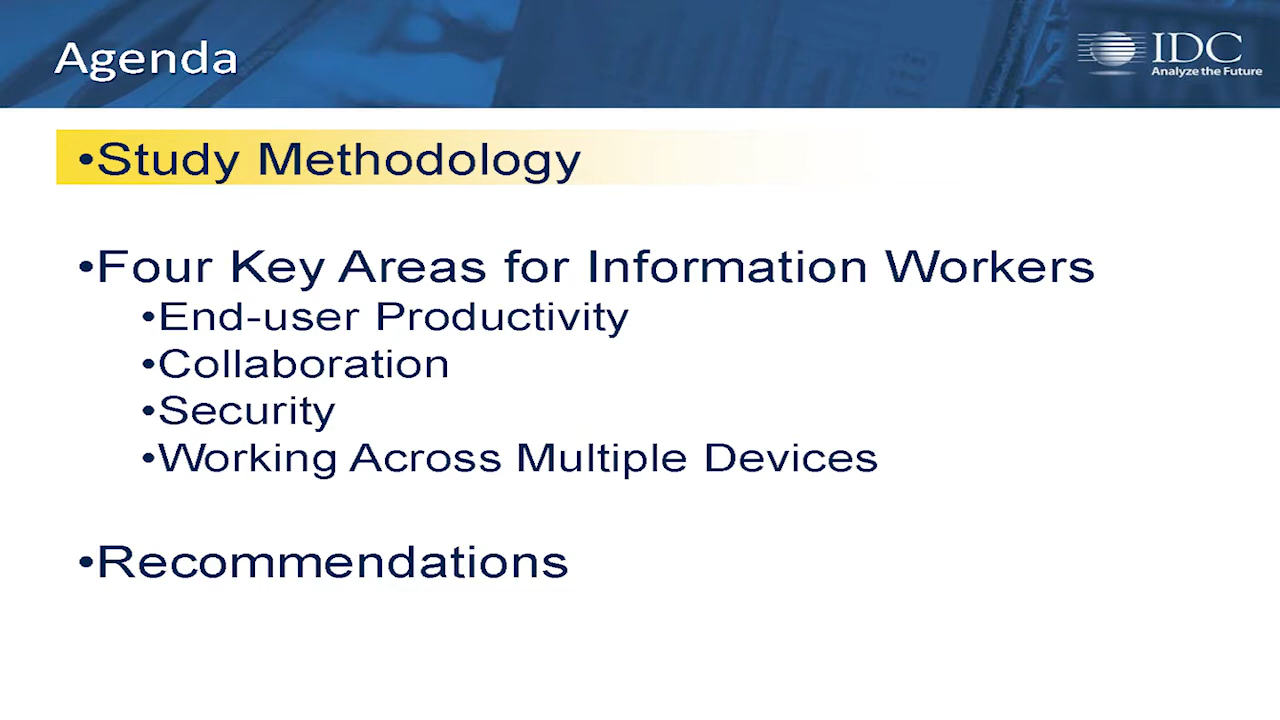 Agenda
IDC
Analyze the Future
•Study Methodology
•Four Key Areas for Information Workers
•End-user Productivity
•Collaboration
•Security
•Working Across Multiple Devices
•Recommendations